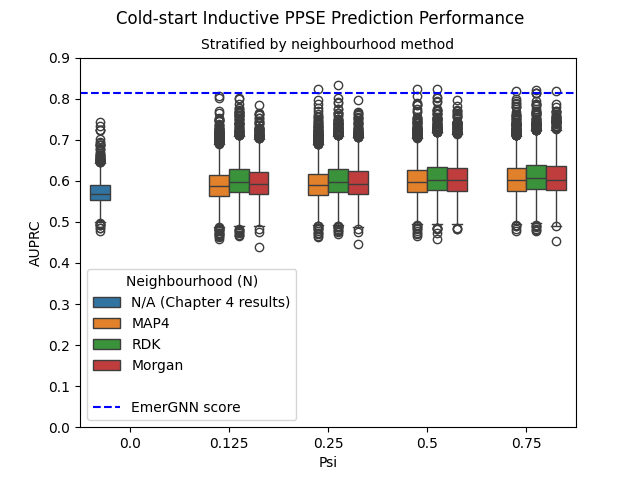 Cold-start Inductive PPSE Prediction Performance
Stratified by neighbourhood method
AUPRC
0.9
0.8
0.7
0.6
0.5
0.4
0.3
0.2
0.1
0.0
Neighbourhood (N)
N/A (Chapter 4 results)
MAP4
RDK
Morgan
EmerGNN score
0.0 0.125 0.25 0.5 0.75
Psi